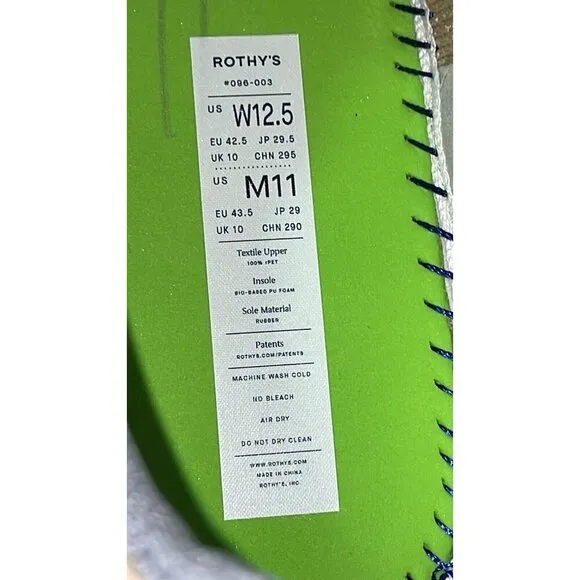 ROTHY'S
#096-003
US W12.5
EU 42.5 JP 29.5
UK 10 CHN 295
US M11
EU 43.5 JP 29
UK 10 CHN 290
Textile Upper
100% rPET
Insole
BIO-BASED PU FOAM
Sole Material
RUBBER
Patents
ROTHYS.COM/PATENTS
MACHINE WASH COLD
NO BLEACH
AIR DRY
DO NOT DRY CLEAN
WWW.ROTHYS.COM
MADE IN CHINA
ROTHY'S, INC.